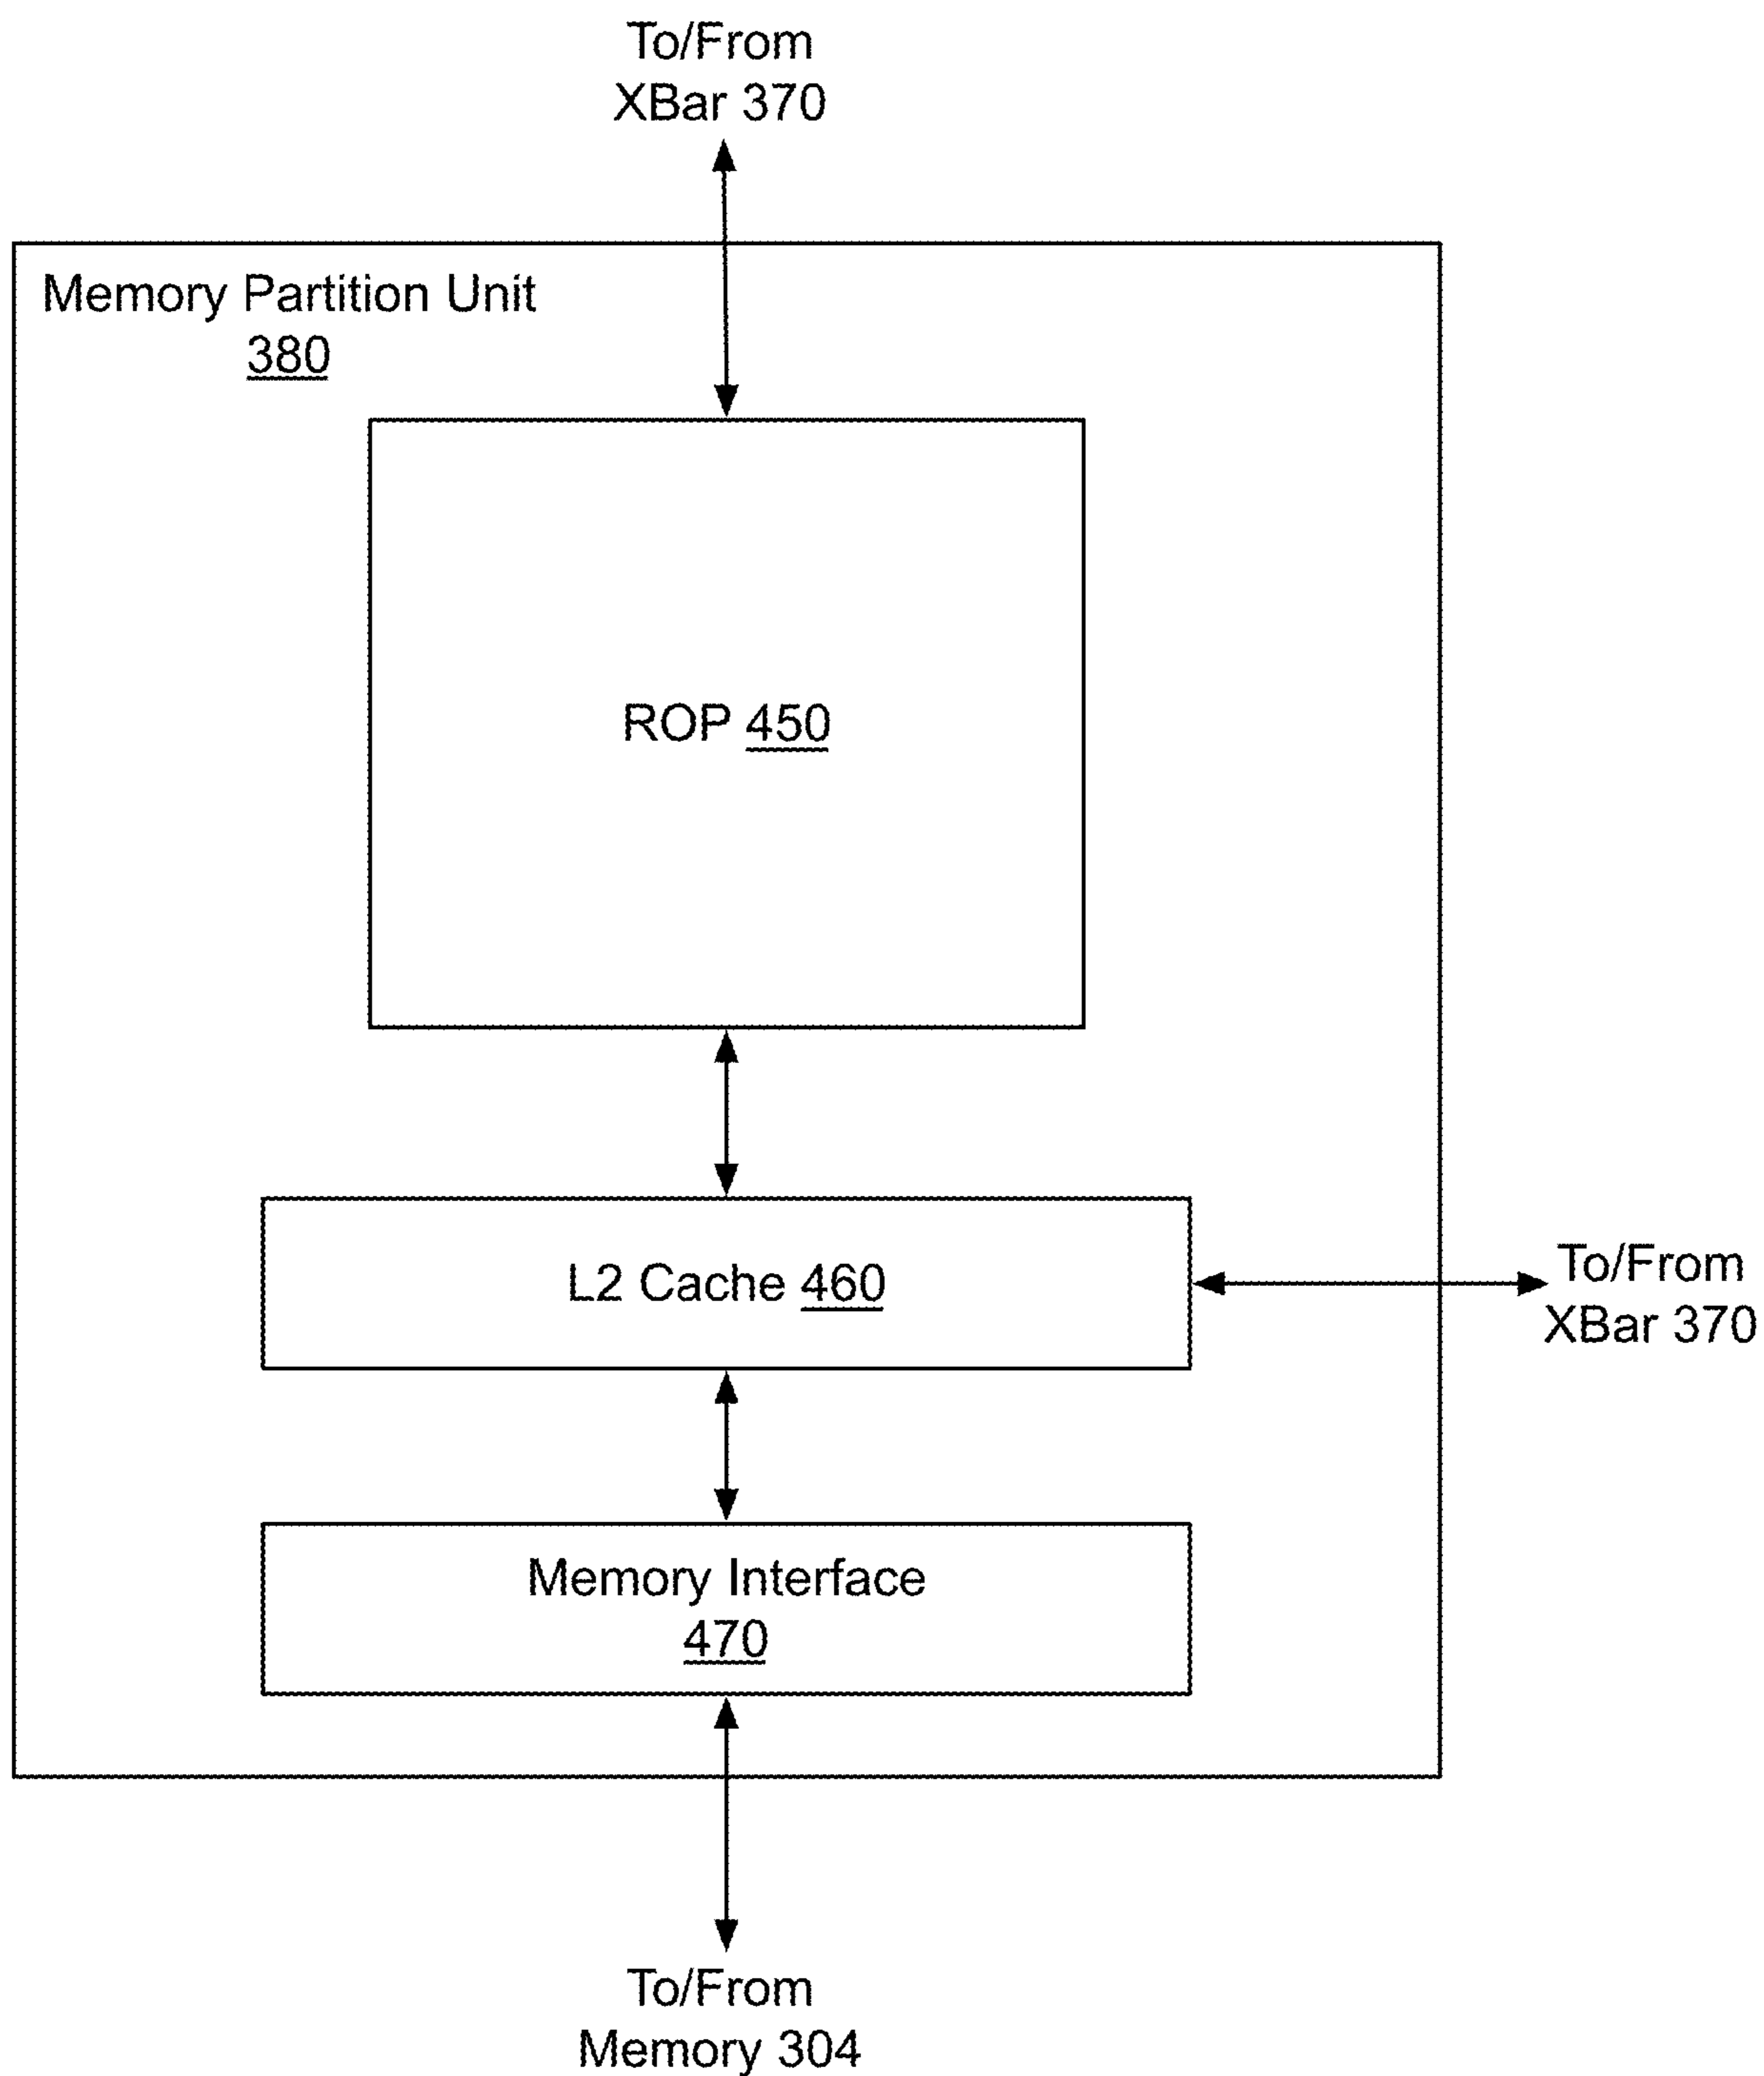 To/From
XBar 370
Memory Partition Unit
380
ROP 450
L2 Cache 460
To/From
XBar 370
Memory Interface
470
To/From
Memory 304